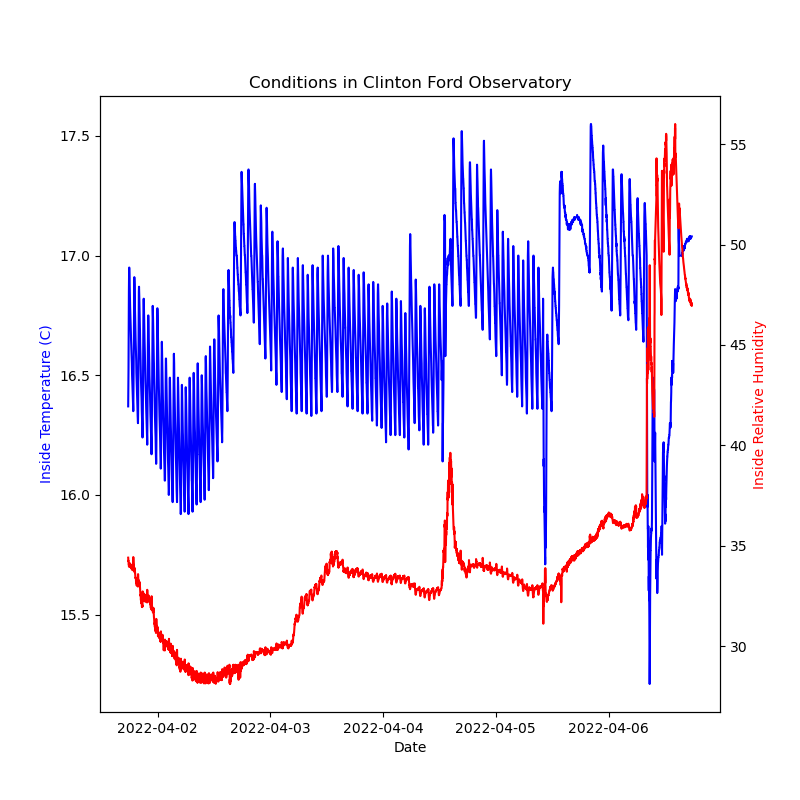 Conditions in Clinton Ford Observatory
17.5
17.0
16.5
16.0
15.5
Inside Temperature (C)
55
50
45
40
35
30
Inside Relative Humidity
2022-04-02 2022-04-03 2022-04-04 2022-04-05 2022-04-06
Date